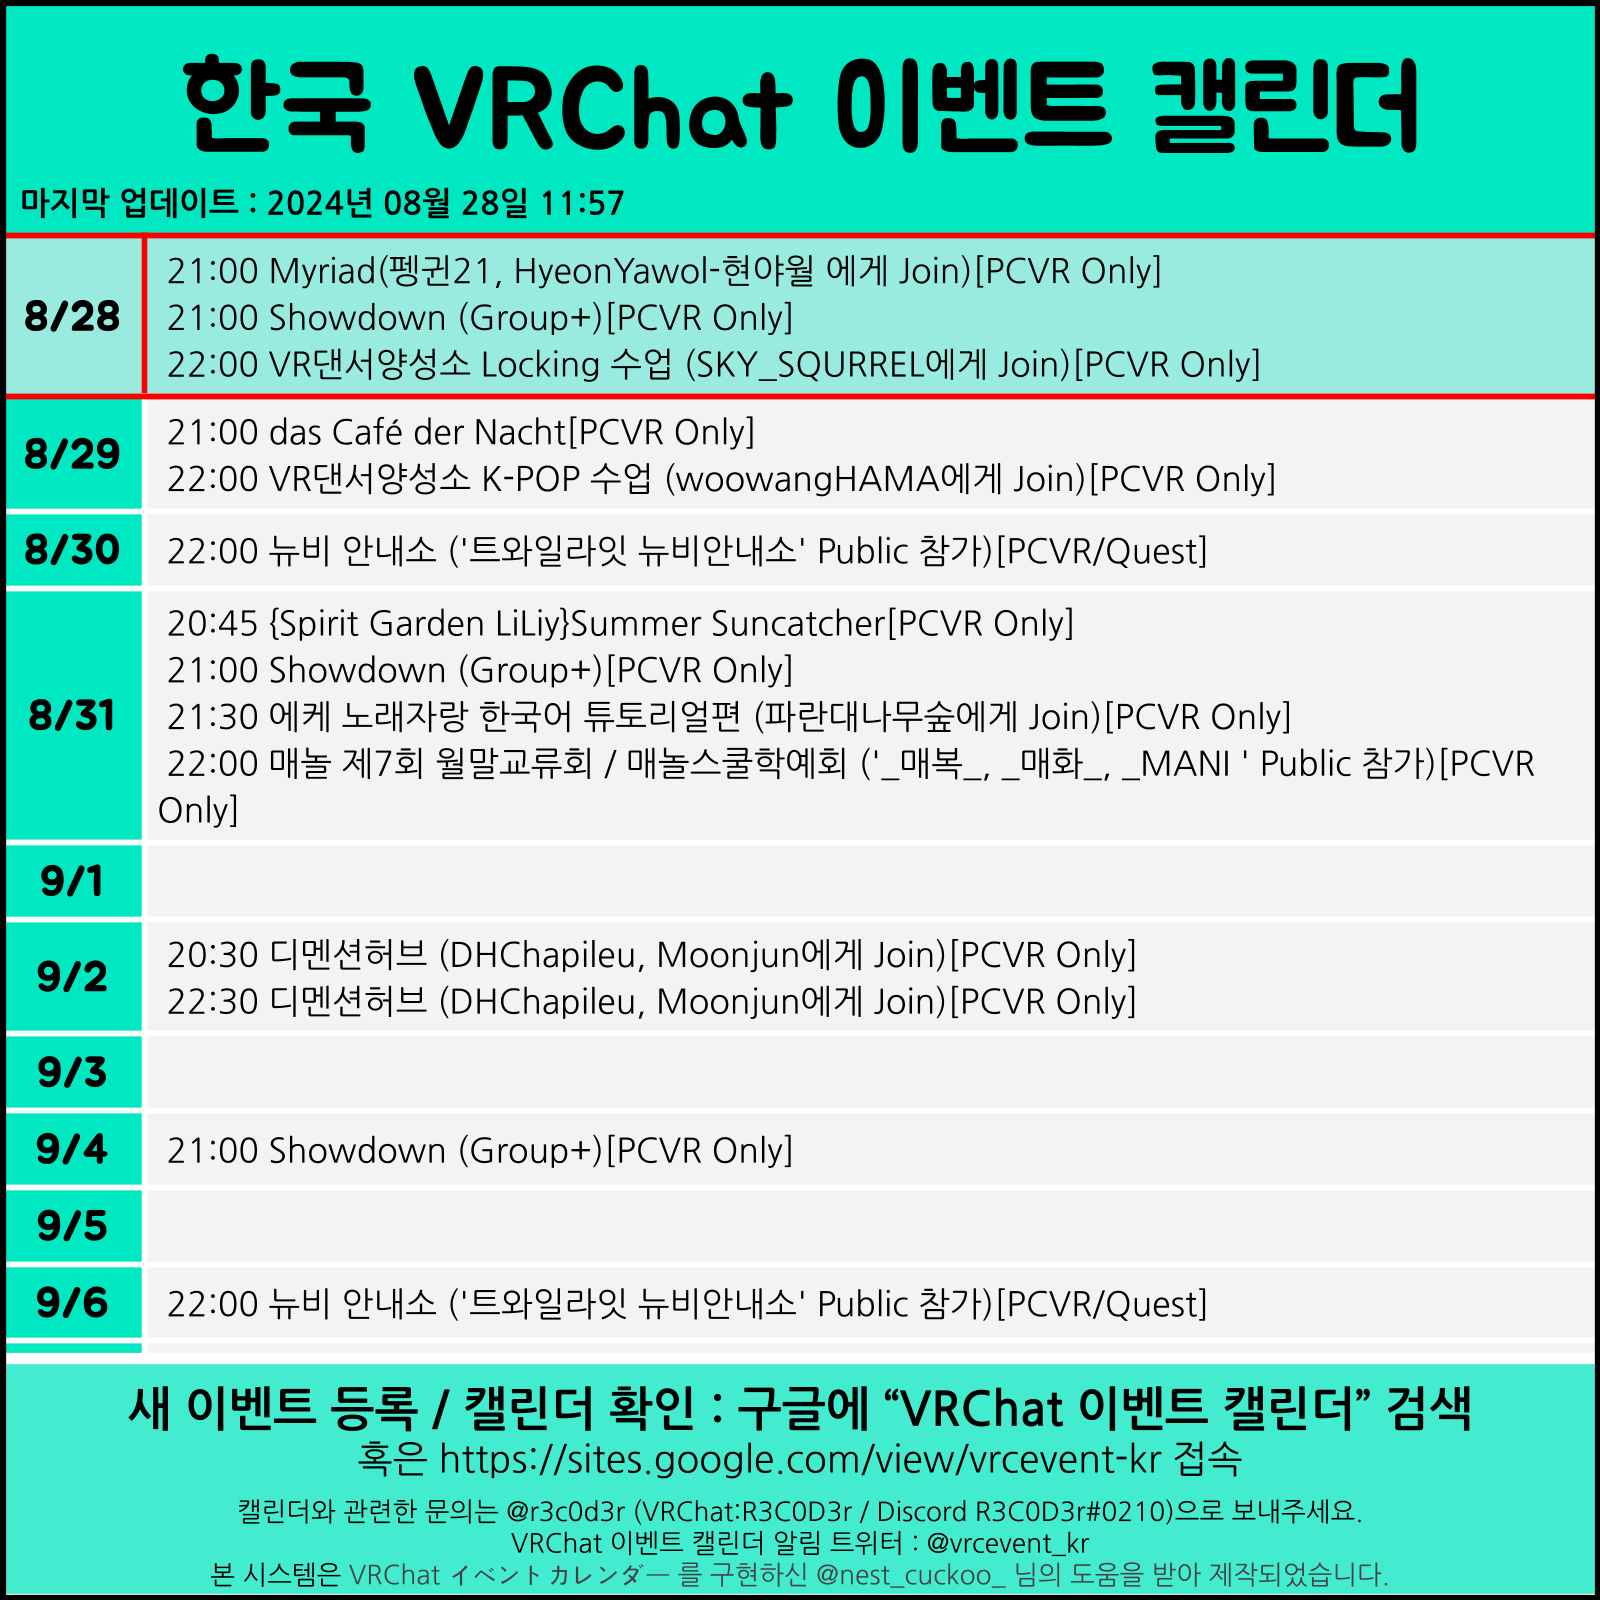 한국 VRChat 이벤트 캘린더
마지막 업데이트 : 2024년 08월 28일 11:57
8/28
21:00 Myriad(펭귄21, HyeonYawol-현야월 에게 Join)[PCVR Only]
21:00 Showdown (Group+)[PCVR Only]
22:00 VR댄서양성소 Locking 수업 (SKY_SQURREL에게 Join)[PCVR Only]
8/29
21:00 das Café der Nacht[PCVR Only]
22:00 VR댄서양성소 K-POP 수업 (woowangHAMA에게 Join)[PCVR Only]
8/30
22:00 뉴비 안내소 ('트와일라잇 뉴비안내소' Public 참가)[PCVR/Quest]
8/31
20:45 {Spirit Garden LiLiy}Summer Suncatcher[PCVR Only]
21:00 Showdown (Group+)[PCVR Only]
21:30 에케 노래자랑 한국어 튜토리얼편 (파란대나무숲에게 Join)[PCVR Only]
22:00 매놀 제7회 월말교류회 / 매놀스쿨학예회 ('_매복_, _매화_, _MANI ' Public 참가)[PCVR
Only]
9/1
9/2
20:30 디멘션허브 (DHChapileu, Moonjun에게 Join)[PCVR Only]
22:30 디멘션허브 (DHChapileu, Moonjun에게 Join)[PCVR Only]
9/3
9/4
21:00 Showdown (Group+)[PCVR Only]
9/5
9/6
22:00 뉴비 안내소 ('트와일라잇 뉴비안내소' Public 참가)[PCVR/Quest]
새 이벤트 등록 / 캘린더 확인 : 구글에 “VRChat 이벤트 캘린더” 검색
혹은 https://sites.google.com/view/vrcevent-kr 접속
캘린더와 관련한 문의는 @r3c0d3r (VRChat:R3C0D3r / Discord R3C0D3r#0210)으로 보내주세요.
VRChat 이벤트 캘린더 알림 트위터 : @vrcevent_kr
본 시스템은 VRChat イベントカレンダー 를 구현하신 @nest_cuckoo_ 님의 도움을 받아 제작되었습니다.